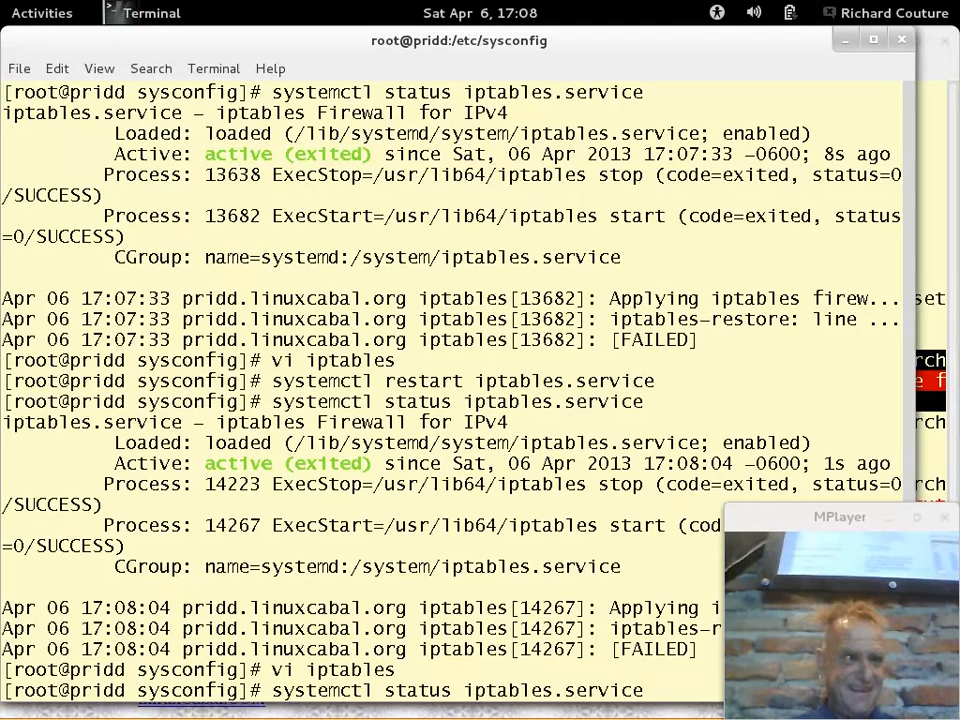 Activities Terminal Sat Apr 6, 17:08 Richard Couture
root@pridd:/etc/sysconfig
File Edit View Search Terminal Help
[root@pridd sysconfig]# systemctl status iptables.service
iptables.service – iptables Firewall for IPv4
Loaded: loaded (/lib/systemd/system/iptables.service; enabled)
Active: active (exited) since Sat, 06 Apr 2013 17:07:33 –0600; 8s ago
Process: 13638 ExecStop=/usr/lib64/iptables stop (code=exited, status=0
/SUCCESS)
Process: 13682 ExecStart=/usr/lib64/iptables start (code=exited, status
=0/SUCCESS)
CGroup: name=systemd:/system/iptables.service
Apr 06 17:07:33 pridd.linuxcabal.org iptables[13682]: Applying iptables firew... set
Apr 06 17:07:33 pridd.linuxcabal.org iptables[13682]: iptables–restore: line ...
Apr 06 17:07:33 pridd.linuxcabal.org iptables[13682]: [FAILED]
[root@pridd sysconfig]# vi iptables
[root@pridd sysconfig]# systemctl restart iptables.service
[root@pridd sysconfig]# systemctl status iptables.service
iptables.service – iptables Firewall for IPv4
Loaded: loaded (/lib/systemd/system/iptables.service; enabled)
Active: active (exited) since Sat, 06 Apr 2013 17:08:04 –0600; 1s ago
Process: 14223 ExecStop=/usr/lib64/iptables stop (code=exited, status=0
/SUCCESS)
Process: 14267 ExecStart=/usr/lib64/iptables start (cod
=0/SUCCESS)
CGroup: name=systemd:/system/iptables.service
Apr 06 17:08:04 pridd.linuxcabal.org iptables[14267]: Applying i
Apr 06 17:08:04 pridd.linuxcabal.org iptables[14267]: iptables–r
Apr 06 17:08:04 pridd.linuxcabal.org iptables[14267]: [FAILED]
[root@pridd sysconfig]# vi iptables
[root@pridd sysconfig]# systemctl status iptables.service
MPlayer